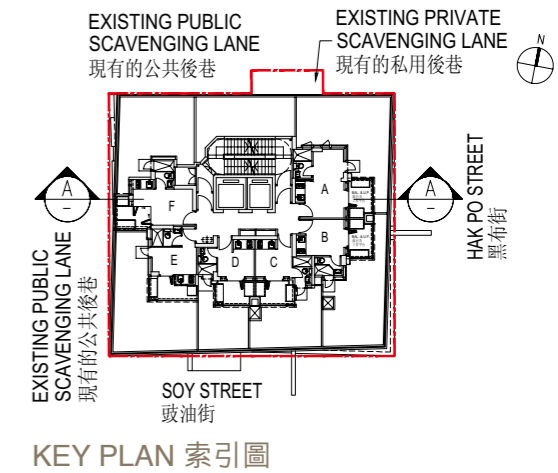 EXISTING PUBLIC
SCAVENGING LANE
現有的公共後巷
EXISTING PRIVATE
SCAVENGING LANE
現有的私用後巷
N
A
A
A
B
C
D
E
F
HAK PO STREET
黑布街
EXISTING PUBLIC
SCAVENGING LANE
現有的公共後巷
SOY STREET
豉油街
KEY PLAN 索引圖